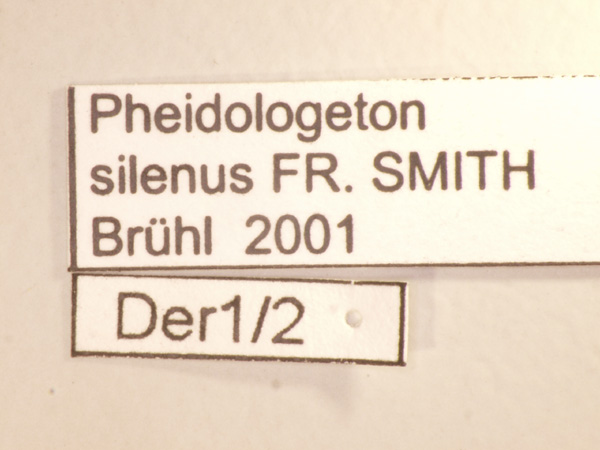 Pheidologeton
silenus FR. SMITH
Brühl 2001
Der1/2